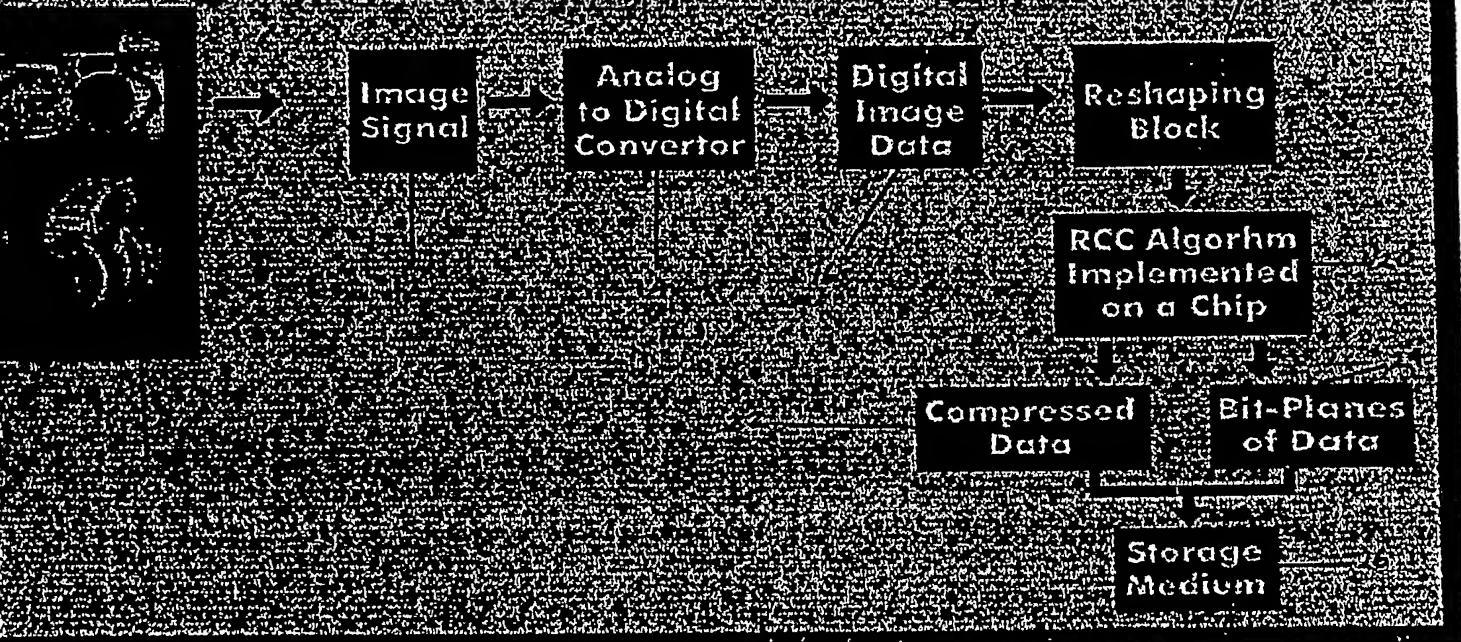 Image
Signal
Analog
to Digital
Convertor
Digital
Image
Data
Reshaping
Block
RCC Algorhm
Implemented
on a Chip
Compressed
Data
Bit-Planes
of Data
Storage
Medium